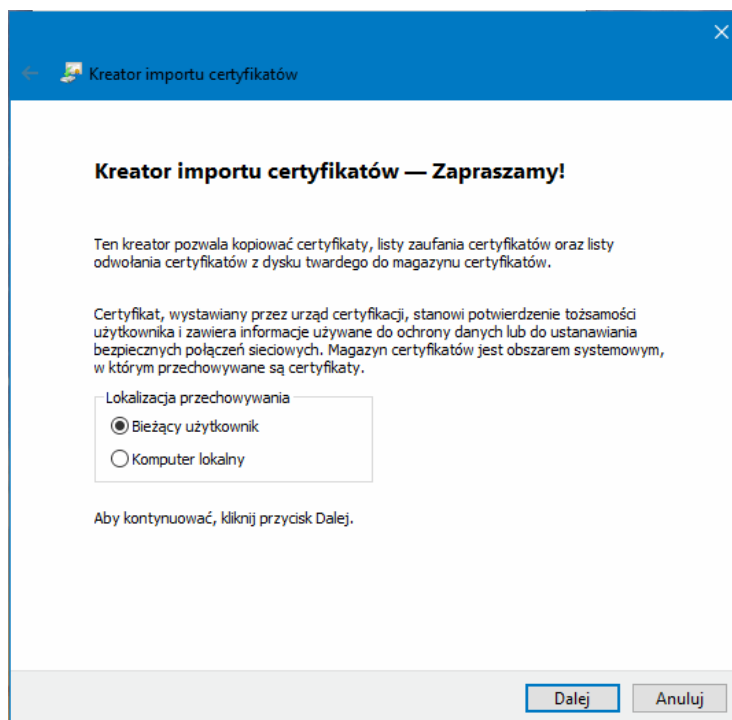 Kreator importu certyfikatów
Kreator importu certyfikatów — Zapraszamy!
Ten kreator pozwala kopiować certyfikaty, listy zaufania certyfikatów oraz listy
odwołania certyfikatów z dysku twardego do magazynu certyfikatów.
Certyfikat, wystawiany przez urząd certyfikacji, stanowi potwierdzenie tożsamości
użytkownika i zawiera informacje używane do ochrony danych lub do ustanawiania
bezpiecznych połączeń sieciowych. Magazyn certyfikatów jest obszarem systemowym,
w którym przechowywane są certyfikaty.
Lokalizacja przechowywania
Bieżący użytkownik
Komputer lokalny
Aby kontynuować, kliknij przycisk Dalej.
Dalej Anuluj